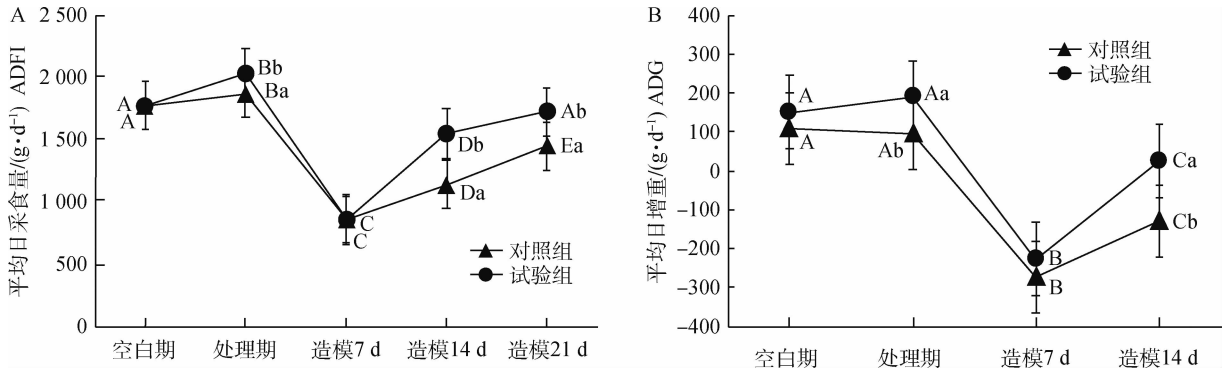 A
平均日采食量/(g·d⁻¹) ADFI
2 500
2 000
1 500
1 000
500
0
A
A
Bb
Ba
C
C
Db
Da
Ab
Ea
对照组
试验组
空白期
处理期
造模7 d
造模14 d
造模21 d
B
平均日增重/(g·d⁻¹) ADG
400
300
200
100
0
−100
−200
−300
−400
A
A
Aa
Ab
B
B
Ca
Cb
对照组
试验组
空白期
处理期
造模7 d
造模14 d